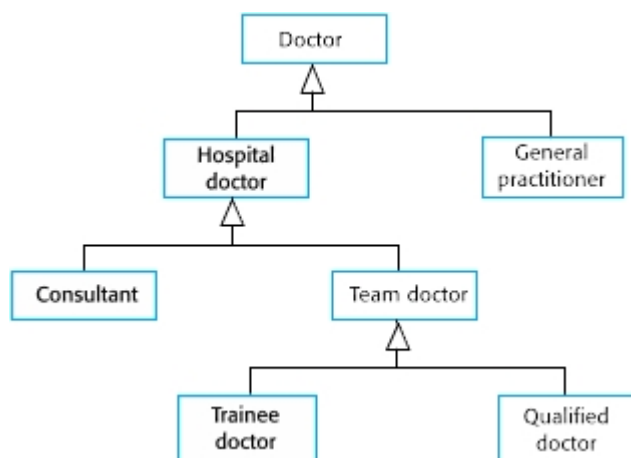 Doctor
Hospital
doctor
General
practitioner
Consultant
Team doctor
Trainee
doctor
Qualified
doctor